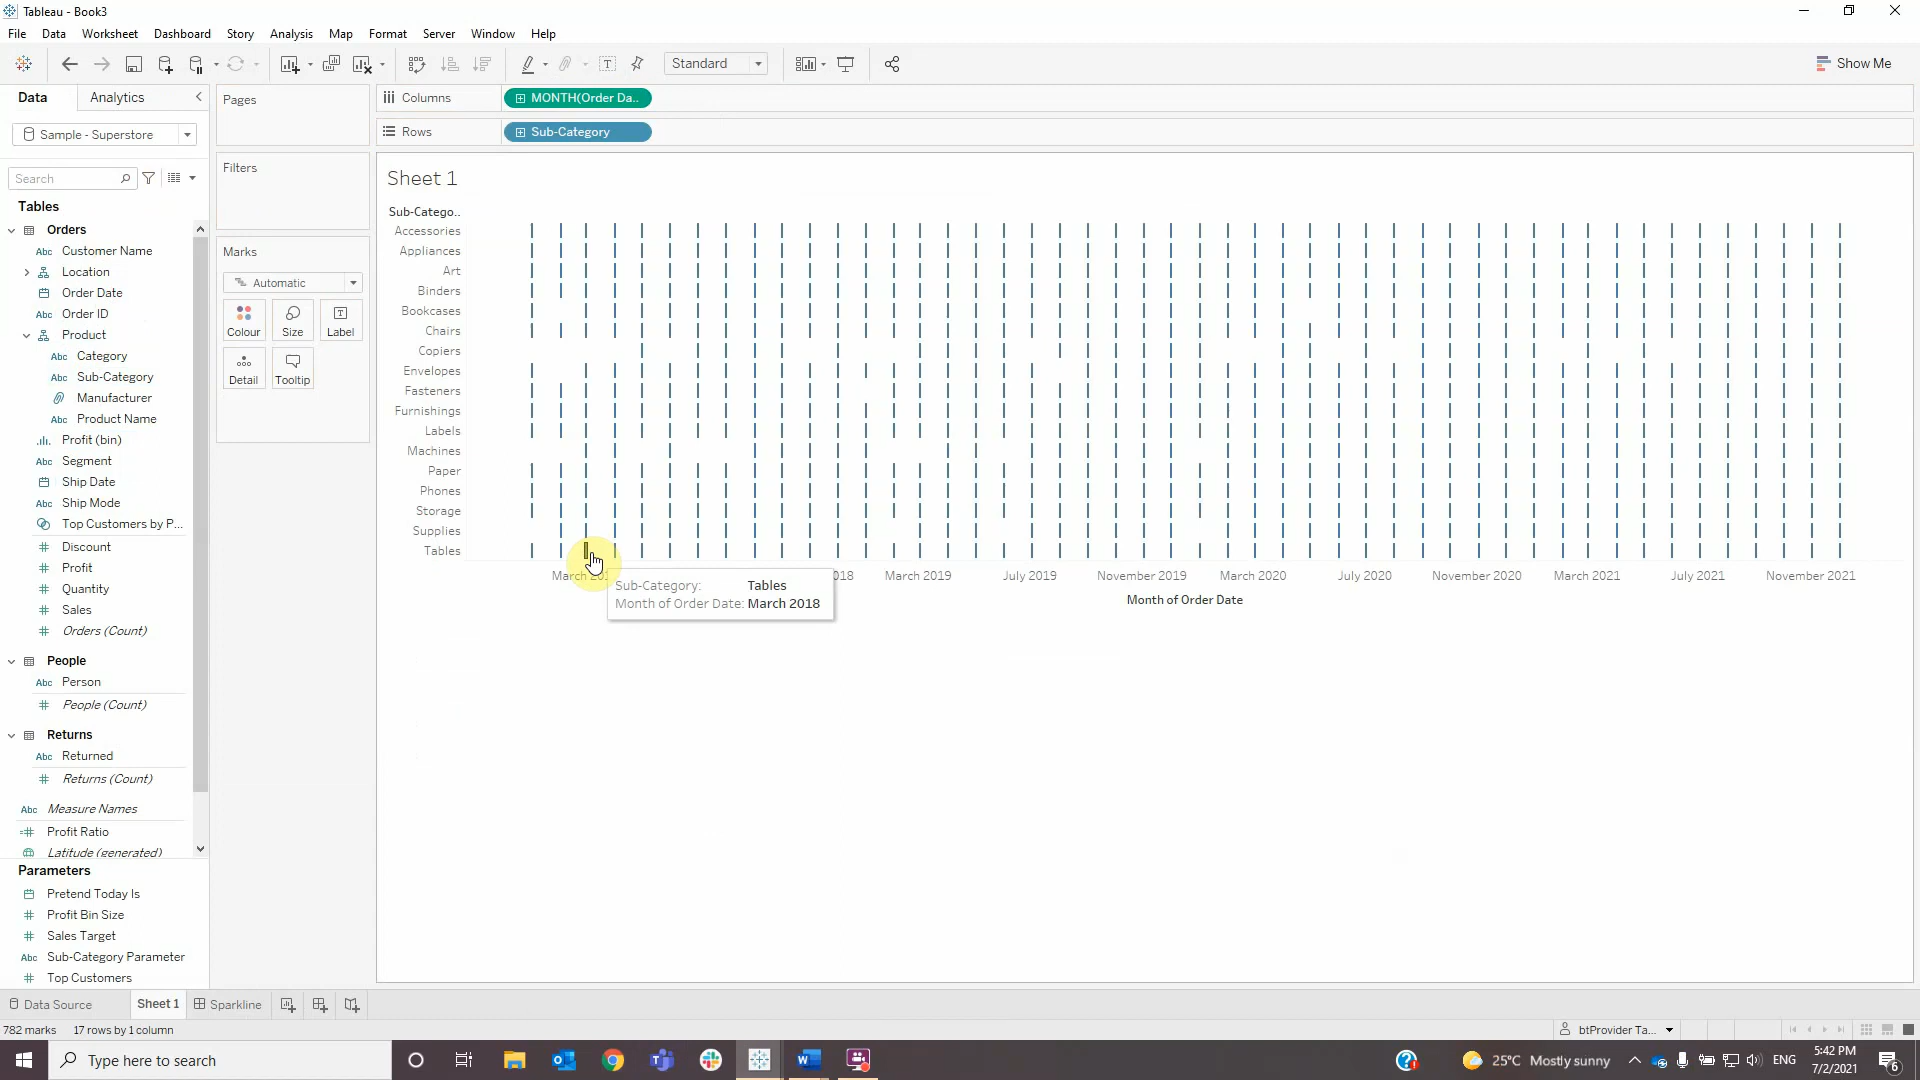 Tableau - Book3
File Data Worksheet Dashboard Story Analysis Map Format Server Window Help
Standard
Show Me
Data Analytics
Pages
Columns
MONTH(Order Da..
Sample - Superstore
Rows
Sub-Category
Filters
Search
Sheet 1
Tables
Sub-Catego..
Orders
Accessories
Customer Name
Marks
Appliances
Location
Art
Automatic
Order Date
Binders
Order ID
Bookcases
Colour Size Label
Product
Chairs
Category
Copiers
Sub-Category
Envelopes
Detail Tooltip
Manufacturer
Fasteners
Product Name
Furnishings
Profit (bin)
Labels
Segment
Machines
Ship Date
Paper
Ship Mode
Phones
Top Customers by P...
Storage
Discount
Supplies
Profit
Tables
Quantity
March 201 018 March 2019 July 2019 November 2019 March 2020 July 2020 November 2020 March 2021 July 2021 November 2021
Sub-Category: Tables
Month of Order Date: March 2018
Month of Order Date
Sales
Orders (Count)
People
Abc Person
People (Count)
Returns
Abc Returned
Returns (Count)
Abc Measure Names
Profit Ratio
Latitude (generated)
Parameters
Pretend Today Is
Profit Bin Size
Sales Target
Abc Sub-Category Parameter
Top Customers
Data Source Sheet 1 Sparkline
782 marks 17 rows by 1 column
btProvider Ta...
Type here to search
25°C Mostly sunny
ENG
5:42 PM
7/2/2021
6